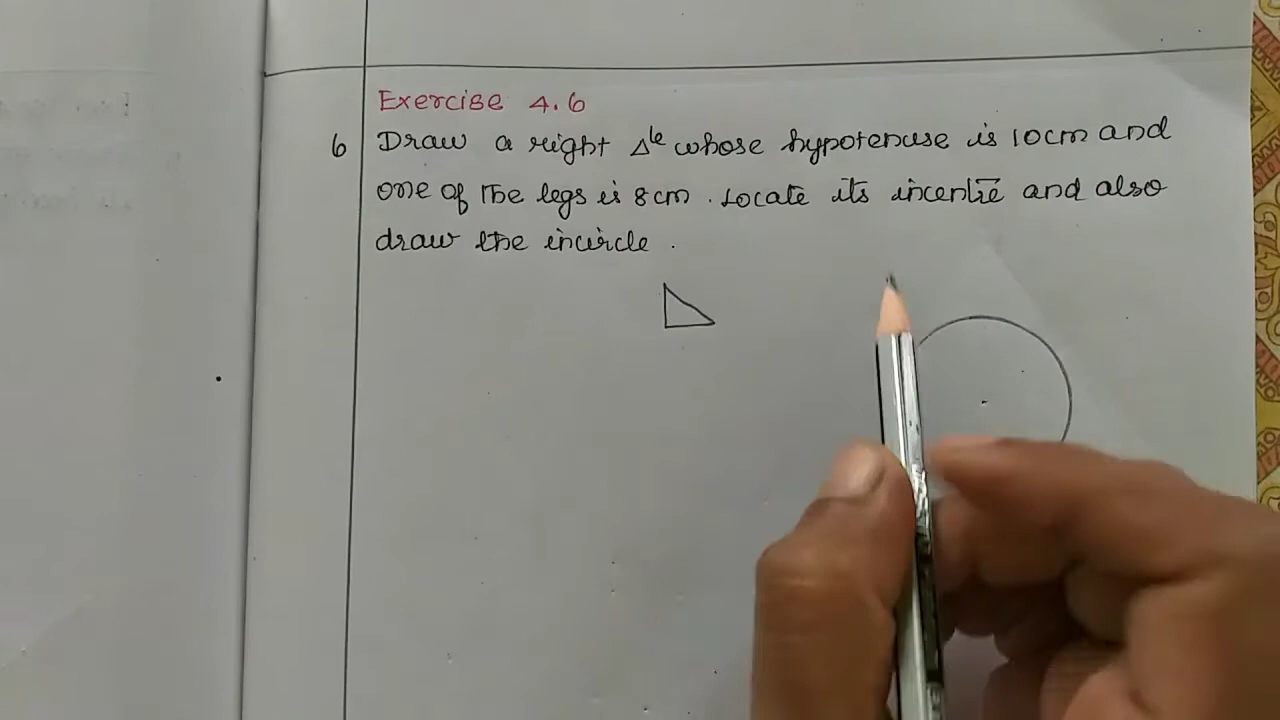 Exercise 4.6
6 Draw a right Δle whose hypotenuse is 10cm and
one of the legs is 8cm. Locate its incentre and also
draw the incircle.